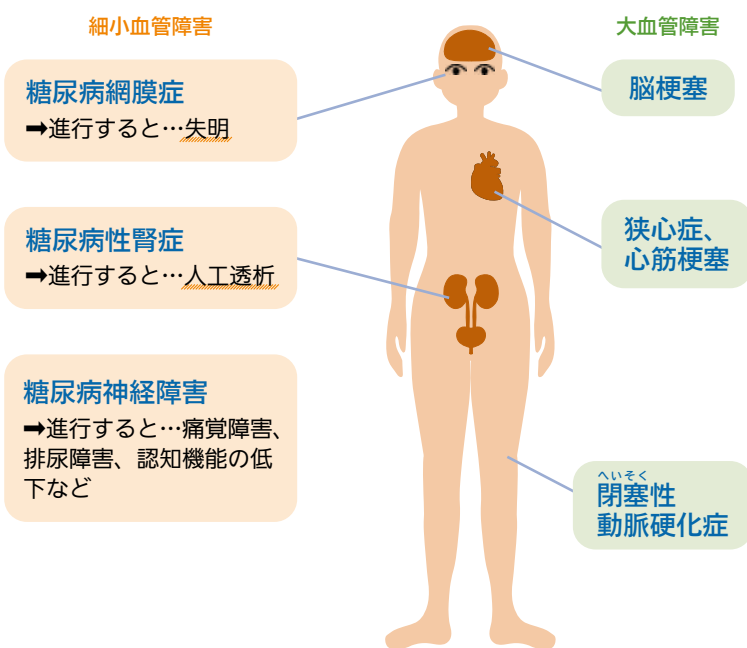 細小血管障害
糖尿病網膜症
➡進行すると…失明
糖尿病性腎症
➡進行すると…人工透析
糖尿病神経障害
➡進行すると…痛覚障害、
排尿障害、認知機能の低
下など
大血管障害
脳梗塞
狭心症、
心筋梗塞
へいそく
閉塞性
動脈硬化症